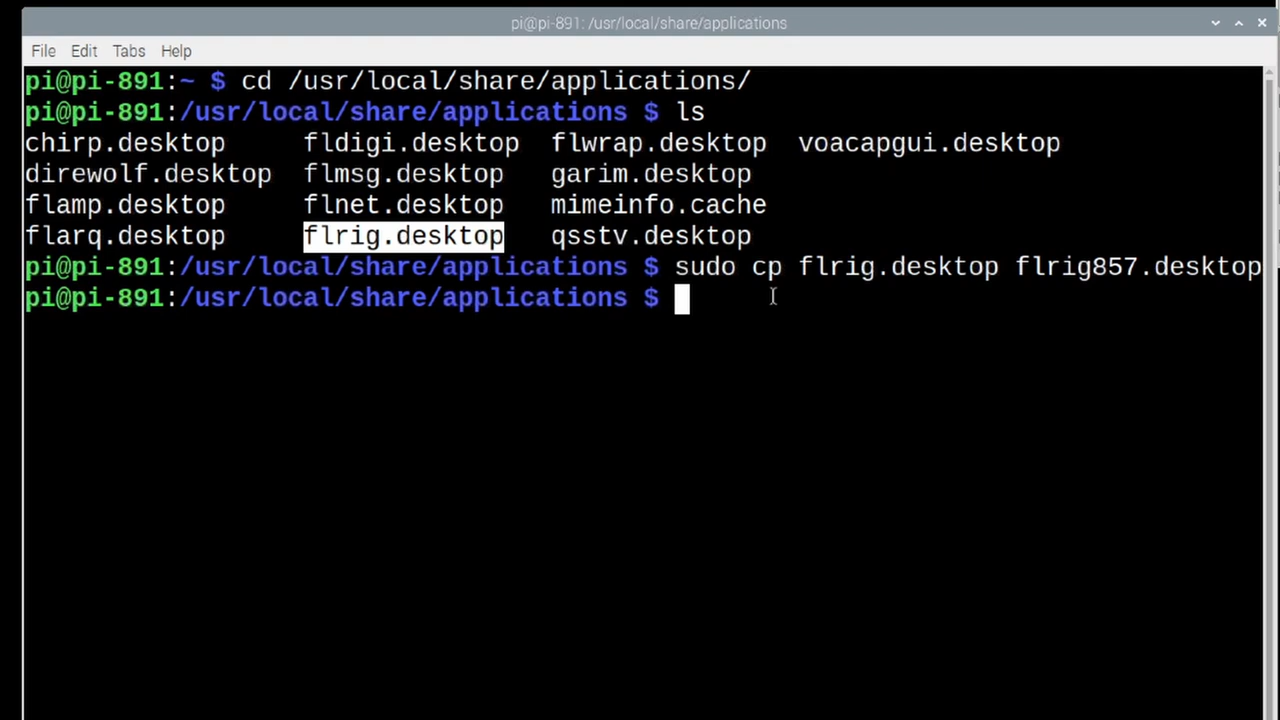 pi@pi-891: /usr/local/share/applications
File Edit Tabs Help
pi@pi-891:~ $ cd /usr/local/share/applications/
pi@pi-891:/usr/local/share/applications $ ls
chirp.desktop fldigi.desktop flwrap.desktop voacapgui.desktop
direwolf.desktop flmsg.desktop garim.desktop
flamp.desktop flnet.desktop mimeinfo.cache
flarq.desktop flrig.desktop qsstv.desktop
pi@pi-891:/usr/local/share/applications $ sudo cp flrig.desktop flrig857.desktop
pi@pi-891:/usr/local/share/applications $